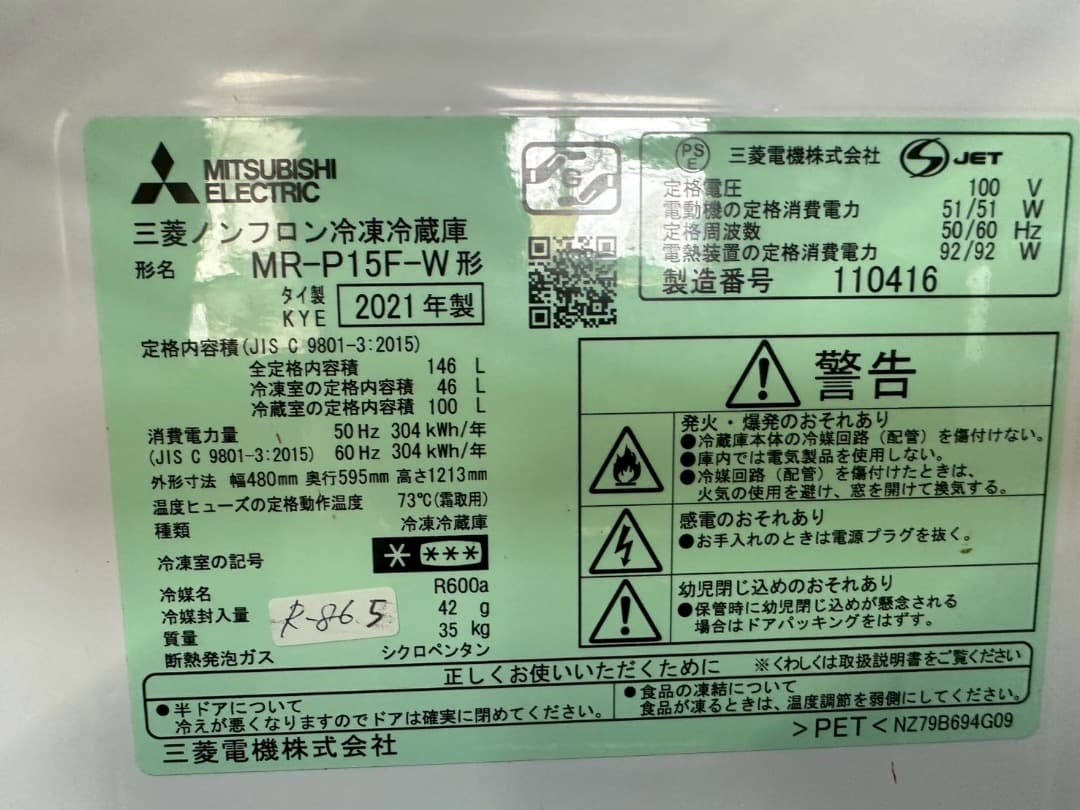 MITSUBISHI
ELECTRIC
三菱ノンフロン冷凍冷蔵庫
形名 MR-P15F-W形
タイ製
KYE
2021年製
定格内容積(JIS C 9801-3:2015)
全定格内容積 146 L
冷凍室の定格内容積 46 L
冷蔵室の定格内容積 100 L
消費電力量 50Hz 304kWh/年
(JIS C 9801-3:2015) 60Hz 304kWh/年
外形寸法 幅480mm 奥行595mm 高さ1213mm
温度ヒューズの定格動作温度 73℃(霜取用)
種類 冷凍冷蔵庫
冷凍室の記号 * ***
冷媒名 R600a
冷媒封入量 42 g
質量 35 kg
断熱発泡ガス シクロペンタン
R-865
G
PS
E
三菱電機株式会社
S JET
定格電圧 100 V
電動機の定格消費電力 51/51 W
定格周波数 50/60 Hz
電熱装置の定格消費電力 92/92 W
製造番号 110416
警告
発火・爆発のおそれあり
●冷蔵庫本体の冷媒回路(配管)を傷付けない。
●庫内では電気製品を使用しない。
●冷媒回路(配管)を傷付けたときは、
火気の使用を避け、窓を開けて換気する。
感電のおそれあり
●お手入れのときは電源プラグを抜く。
幼児閉じ込めのおそれあり
●保管時に幼児閉じ込めが懸念される
場合はドアパッキングをはずす。
正しくお使いいただくために ※くわしくは取扱説明書をご覧ください
●半ドアについて
冷えが悪くなりますのでドアは確実に閉めてください。
●食品の凍結について
食品が凍るときは、温度調節を弱側にしてください。
三菱電機株式会社
>PET< NZ79B694G09